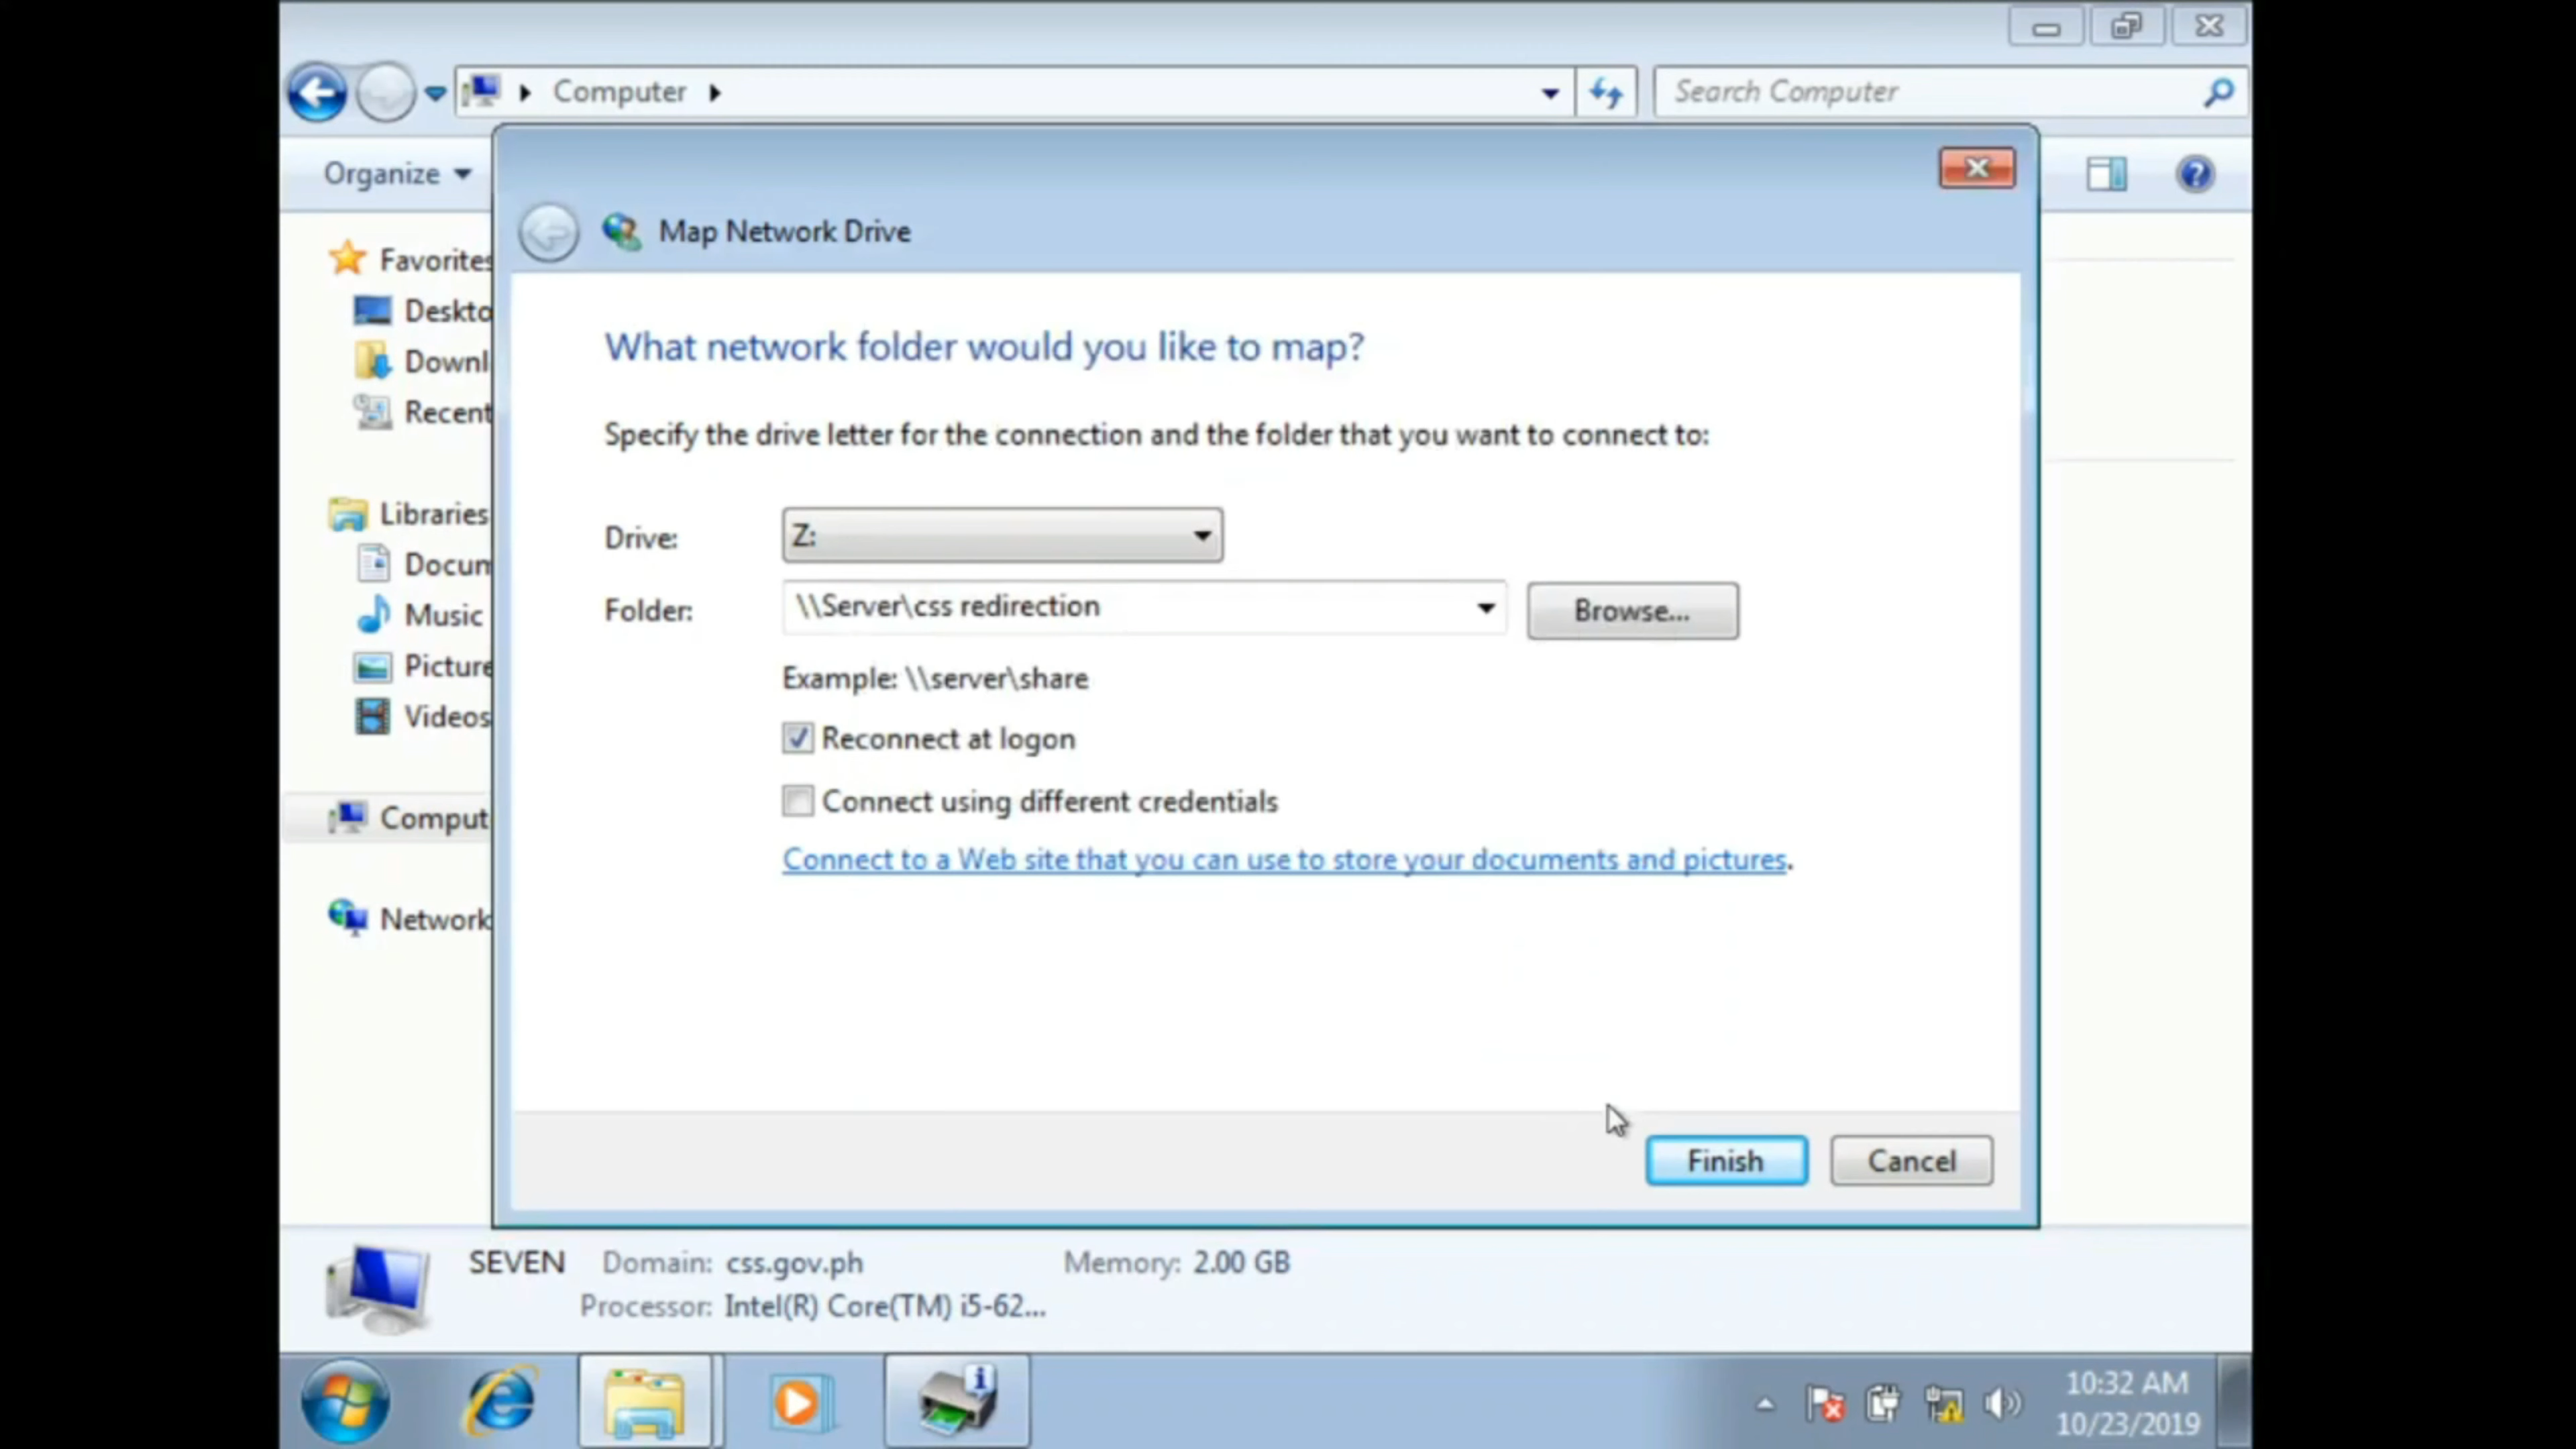 Computer
Search Computer
Organize
Map Network Drive
Favorites
What network folder would you like to map?
Deskto
Downl
Recent
Specify the drive letter for the connection and the folder that you want to connect to:
Libraries
Drive: Z:
Docum
Folder: \\Server\css redirection Browse...
Music
Picture
Example: \\server\share
Videos
Reconnect at logon
Connect using different credentials
Comput
Connect to a Web site that you can use to store your documents and pictures.
Network
Finish Cancel
SEVEN Domain: css.gov.ph Memory: 2.00 GB
Processor: Intel(R) Core(TM) i5-62...
10:32 AM
10/23/2019